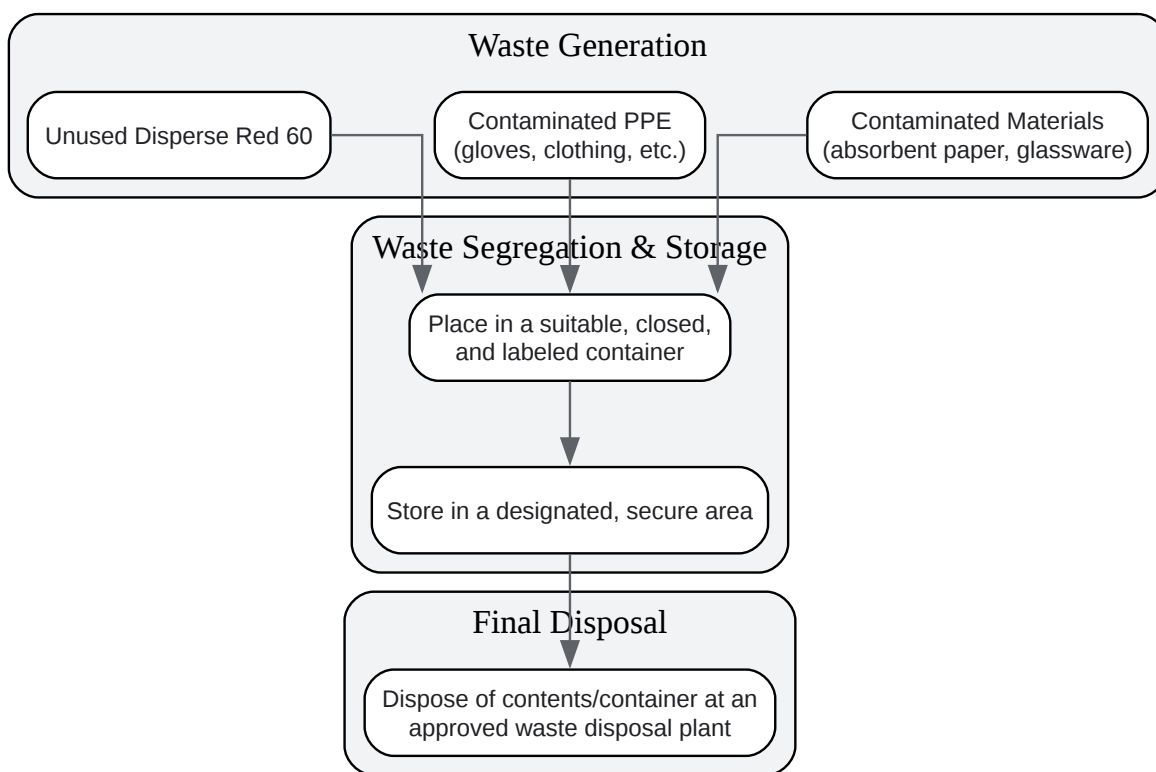 Waste Generation
Unused Disperse Red 60
Contaminated PPE
(gloves, clothing, etc.)
Contaminated Materials
(absorbent paper, glassware)
Waste Segregation & Storage
Place in a suitable, closed,
and labeled container
Store in a designated, secure area
Final Disposal
Dispose of contents/container at an
approved waste disposal plant